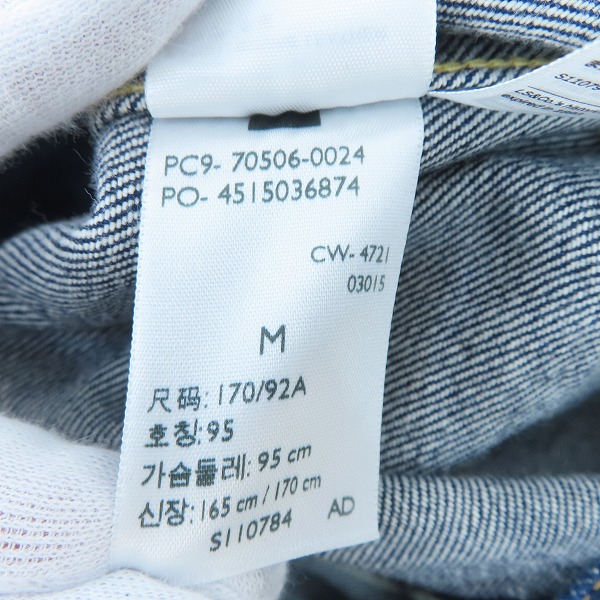 PC9- 70506-0024
PO- 4515036874
CW- 4721
03015
M
尺码: 170/92A
호칭: 95
가슴둘레: 95 cm
신장: 165 cm / 170 cm
S110784 AD